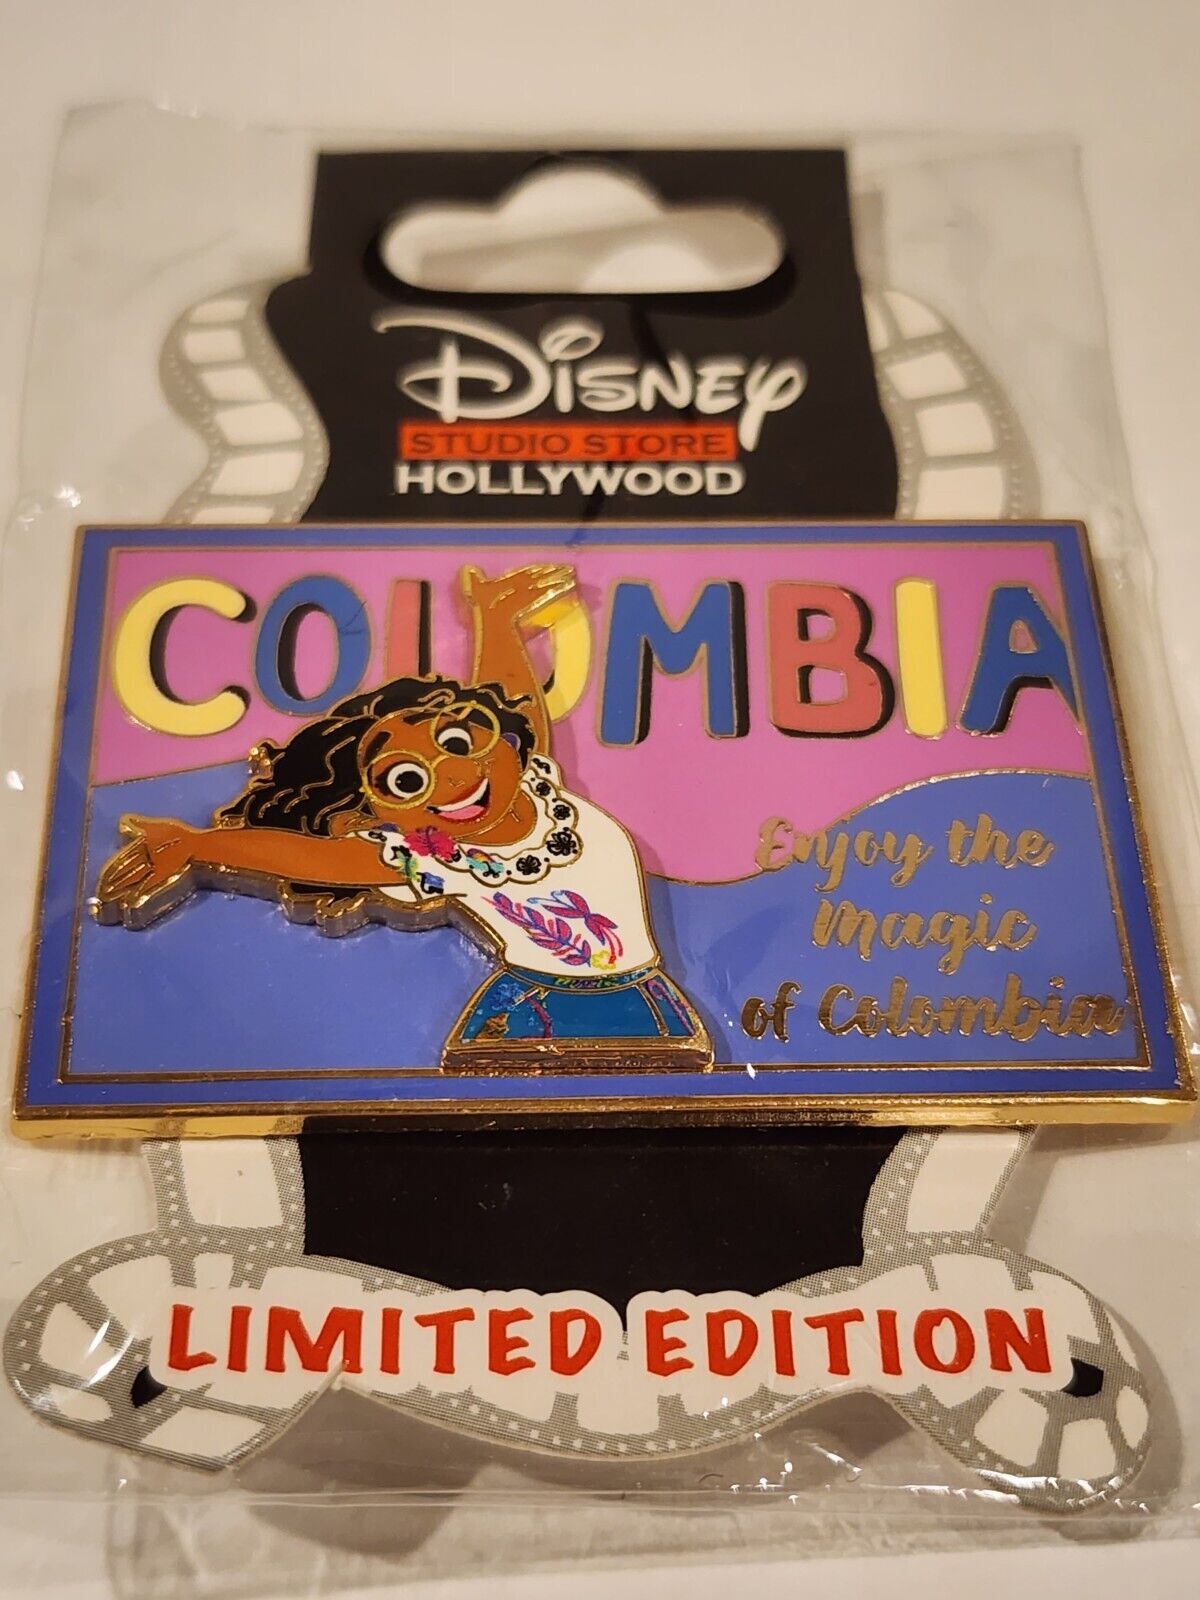 Disney
STUDIO STORE
HOLLYWOOD
COLOMBIA
Enjoy the
Magic
of Colombia
LIMITED EDITION